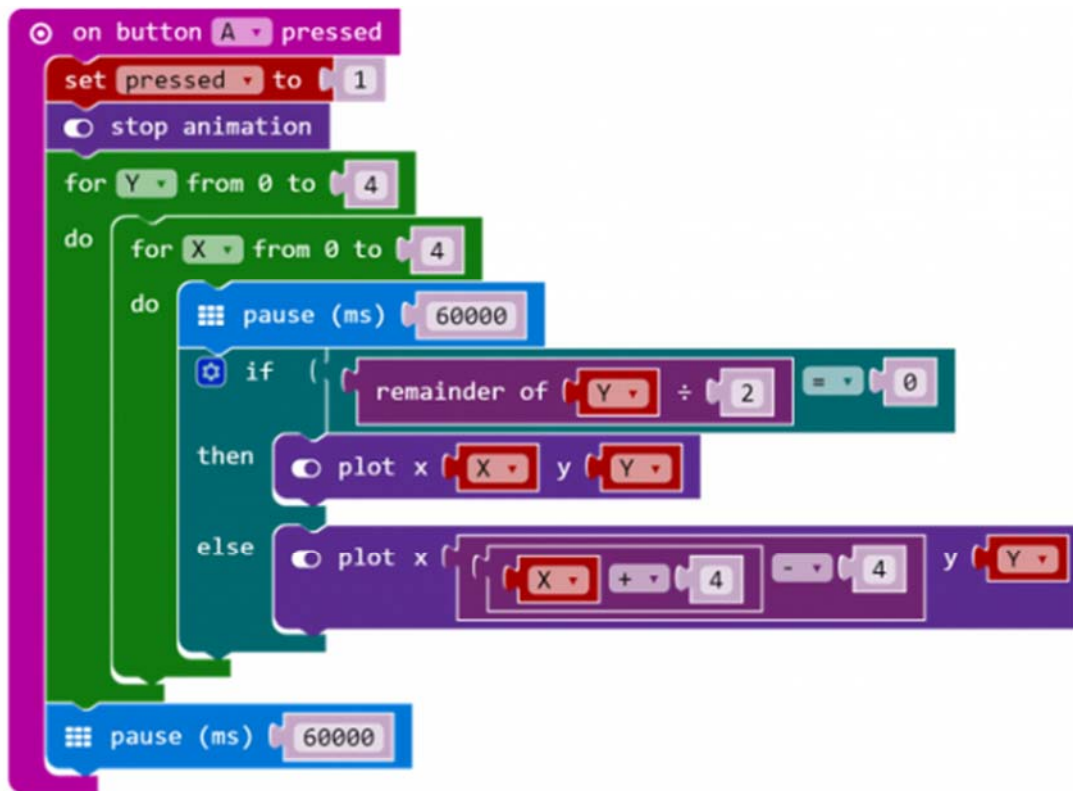 on button A pressed
set pressed to 1
stop animation
for Y from 0 to 4
do for X from 0 to 4
do pause (ms) 60000
if remainder of Y ÷ 2 = 0
then plot x X y Y
else plot x X + 4 - 4 y Y
pause (ms) 60000